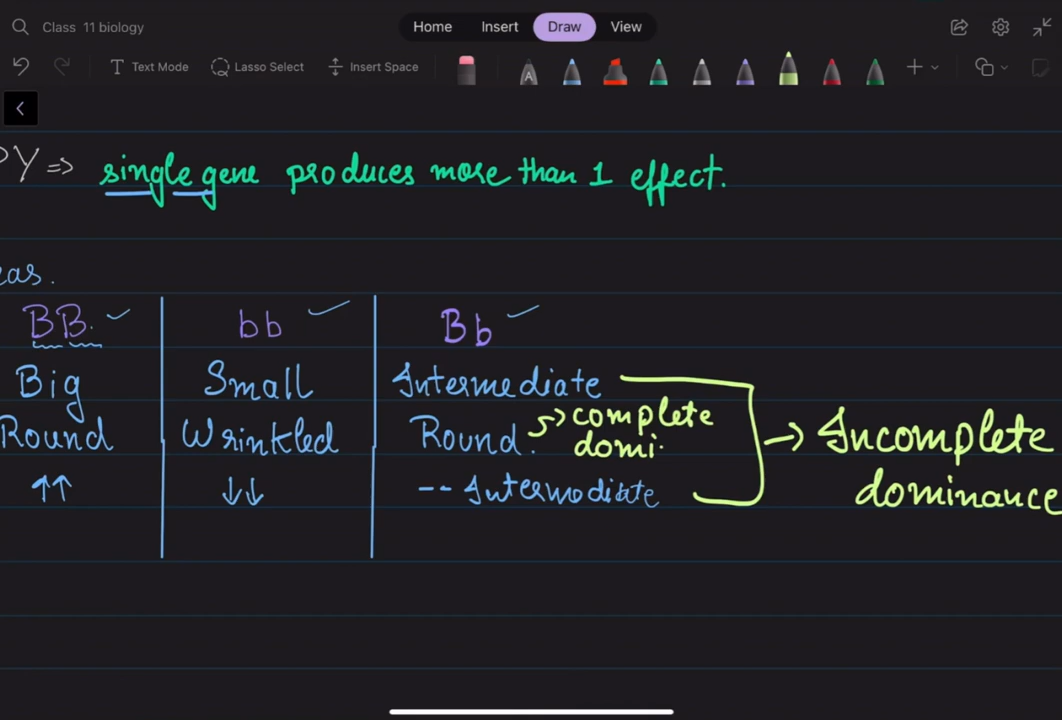 Class 11 biology
Home Insert Draw View
Text Mode Lasso Select Insert Space
A
PY => single gene produces more than 1 effect.
eas.
BB. bb Bb
Big Small Intermediate
Round Wrinkled Round. → complete domi. → Incomplete dominance
↑↑ ↓↓ -- Intermediate